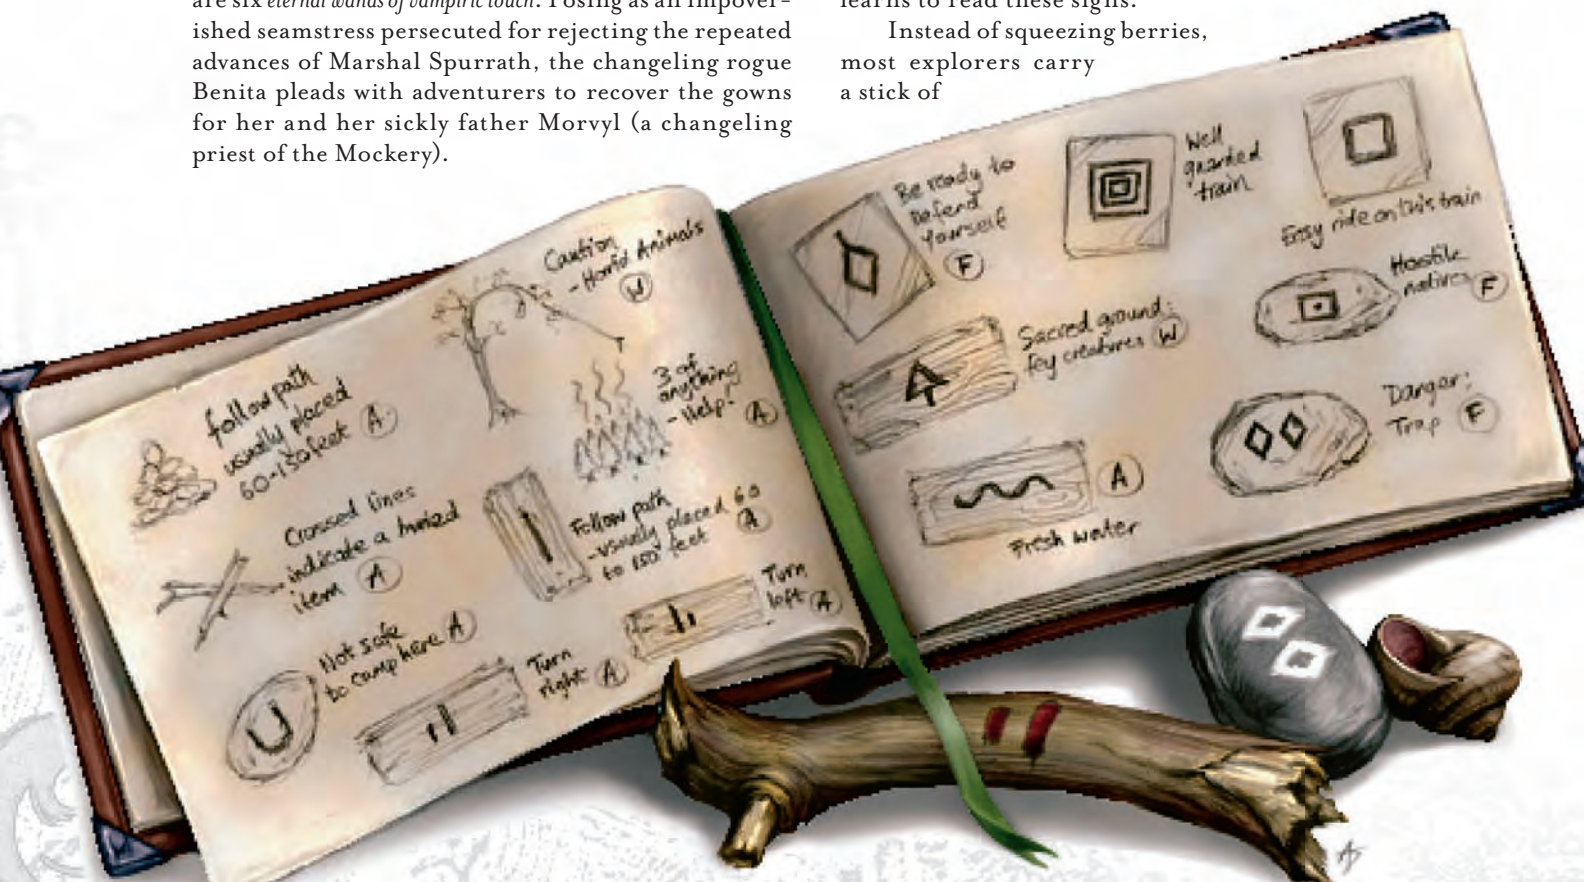 are six eternal wands of vampiric touch. Posing as an impover-
ished seamstress persecuted for rejecting the repeated
advances of Marshal Spurrath, the changeling rogue
Benita pleads with adventurers to recover the gowns
for her and her sickly father Morvyl (a changeling
priest of the Mockery).
learns to read these signs.
Instead of squeezing berries,
most explorers carry
a stick of
Caution
- Horrid Animals
W
follow path
usually placed
60-150 feet A
3 of
anything
- Help! A
Crossed lines
indicate a
item A
Follow path
- usually placed 60
to 150 feet A
Not safe
to camp here A
Turn
right A
Turn
left A
Be ready to
Defend
Yourself
F
Well
guarded
train
Easy ride on this train
Sacred ground:
fey creatures W
Hostile
natives F
Fresh water
A
Danger:
Trap F